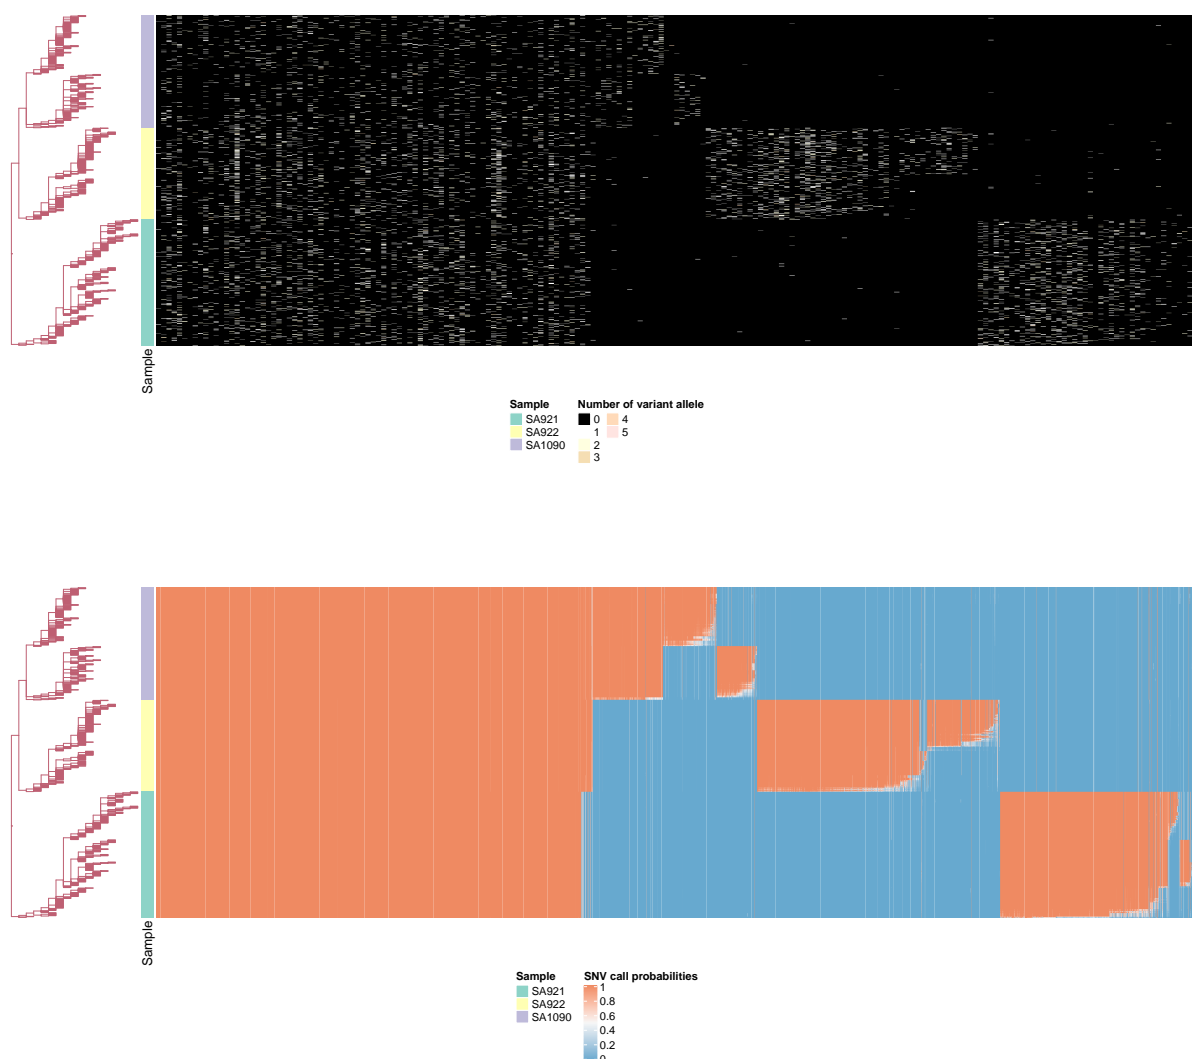 Sample
Sample Number of variant allele
SA921 0 4
SA922 1 5
SA1090 2
3
Sample
Sample SNV call probabilities
SA921 1
SA922 0.8
SA1090 0.6
0.4
0.2
0